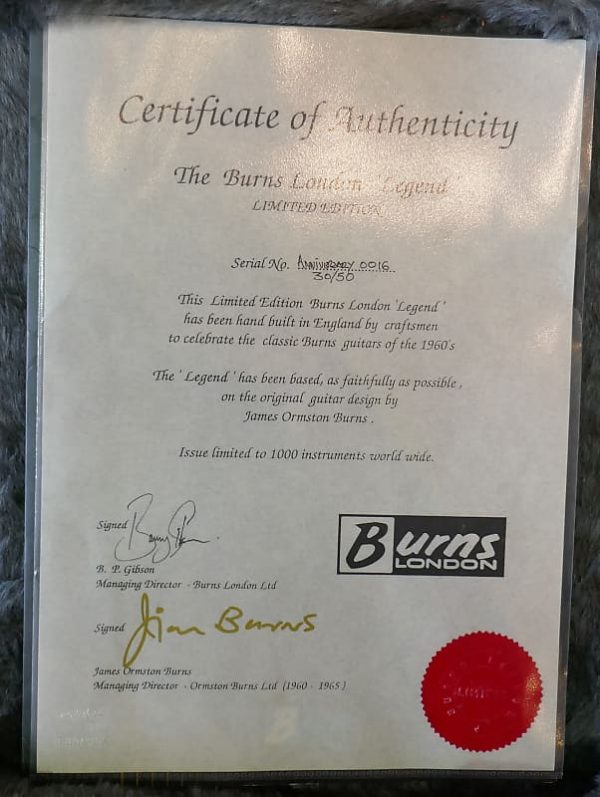 Certificate of Authenticity
The Burns London 'Legend'
LIMITED EDITION
Serial No. ANNIVERSARY 0016
30/50
This Limited Edition Burns London 'Legend'
has been hand built in England by craftsmen
to celebrate the classic Burns guitars of the 1960's
The 'Legend' has been based, as faithfully as possible,
on the original guitar design by
James Ormston Burns.
Issue limited to 1000 instruments world wide.
Signed
B. P. Gibson
Managing Director - Burns London Ltd
Burns
LONDON
Signed Jim Burns
James Ormston Burns
Managing Director - Ormston Burns Ltd (1960 - 1965)